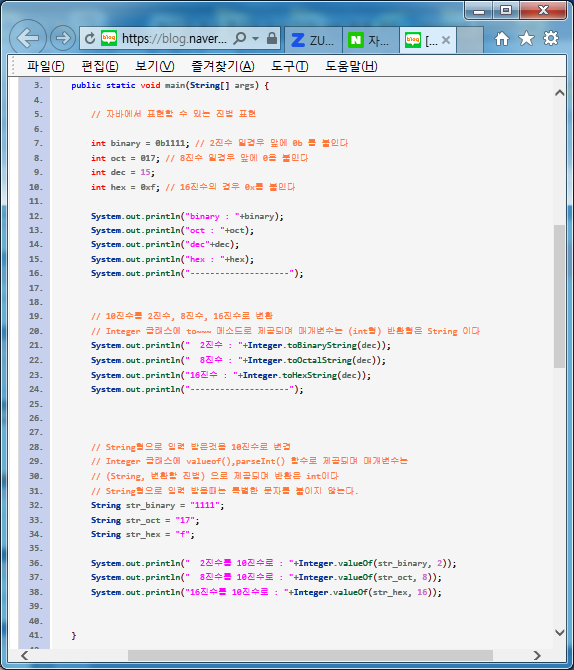 https://blog.naver...
ZU...
자...
[...
파일(F) 편집(E) 보기(V) 즐겨찾기(A) 도구(T) 도움말(H)
3. public static void main(String[] args) {
4.
5. // 자바에서 표현할 수 있는 진법 표현
6.
7. int binary = 0b1111; // 2진수 일경우 앞에 0b 를 붙인다
8. int oct = 017; // 8진수 일경우 앞에 0을 붙인다
9. int dec = 15;
10. int hex = 0xf; // 16진수의 경우 0x를 붙인다
11.
12. System.out.println("binary : "+binary);
13. System.out.println("oct : "+oct);
14. System.out.println("dec"+dec);
15. System.out.println("hex : "+hex);
16. System.out.println("--------------------");
17.
18.
19. // 10진수를 2진수, 8진수, 16진수로 변환
20. // Integer 클래스에 to~~~ 메소드로 제공되며 매개변수는 (int형) 반환형은 String 이다
21. System.out.println("  2진수 : "+Integer.toBinaryString(dec));
22. System.out.println("  8진수 : "+Integer.toOctalString(dec));
23. System.out.println("16진수 : "+Integer.toHexString(dec));
24. System.out.println("--------------------");
25.
26.
27.
28. // String형으로 입력 받은것을 10진수로 변경
29. // Integer 클래스에 valueof(),parseInt() 함수로 제공되며 매개변수는
30. // (String, 변환할 진법) 으로 제공되며 반환은 int이다
31. // String형으로 입력 받을때는 특별한 문자를 붙이지 않는다.
32. String str_binary = "1111";
33. String str_oct = "17";
34. String str_hex = "f";
35.
36. System.out.println("  2진수를 10진수로 : "+Integer.valueOf(str_binary, 2));
37. System.out.println("  8진수를 10진수로 : "+Integer.valueOf(str_oct, 8));
38. System.out.println("16진수를 10진수로 : "+Integer.valueOf(str_hex, 16));
39.
40.
41. }